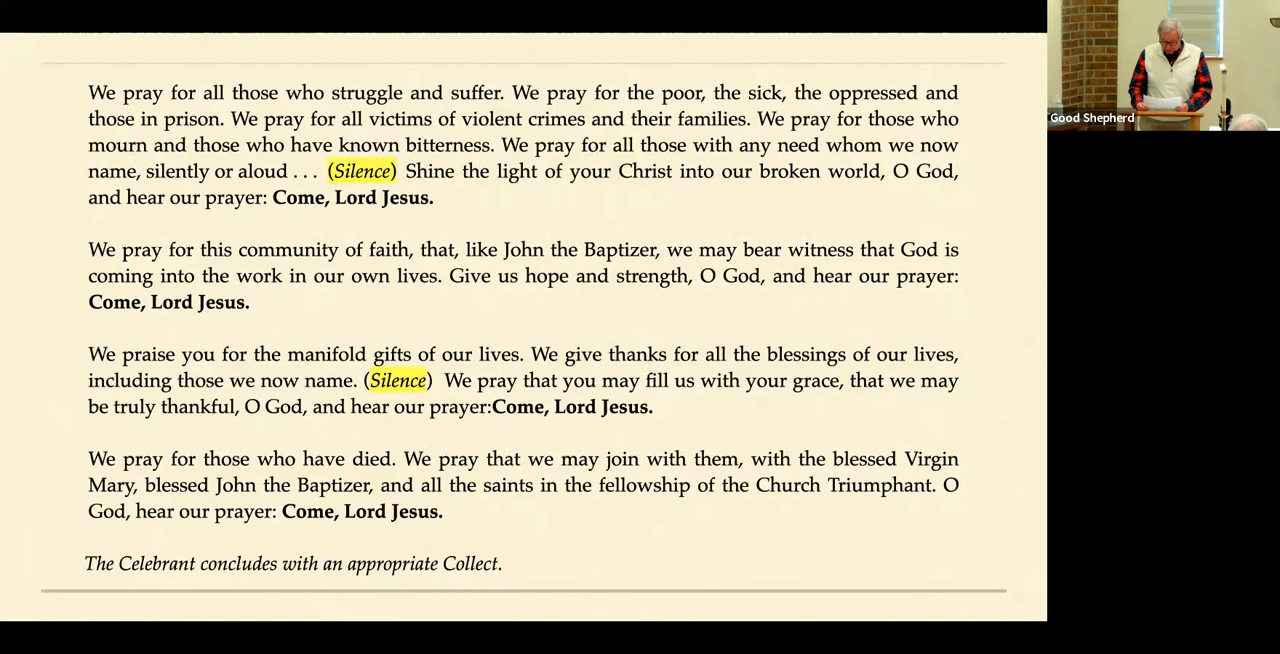 We pray for all those who struggle and suffer. We pray for the poor, the sick, the oppressed and
those in prison. We pray for all victims of violent crimes and their families. We pray for those who
mourn and those who have known bitterness. We pray for all those with any need whom we now
name, silently or aloud . . . (Silence) Shine the light of your Christ into our broken world, O God,
and hear our prayer: Come, Lord Jesus.
We pray for this community of faith, that, like John the Baptizer, we may bear witness that God is
coming into the work in our own lives. Give us hope and strength, O God, and hear our prayer:
Come, Lord Jesus.
We praise you for the manifold gifts of our lives. We give thanks for all the blessings of our lives,
including those we now name. (Silence) We pray that you may fill us with your grace, that we may
be truly thankful, O God, and hear our prayer:Come, Lord Jesus.
We pray for those who have died. We pray that we may join with them, with the blessed Virgin
Mary, blessed John the Baptizer, and all the saints in the fellowship of the Church Triumphant. O
God, hear our prayer: Come, Lord Jesus.
The Celebrant concludes with an appropriate Collect.
Good Shepherd